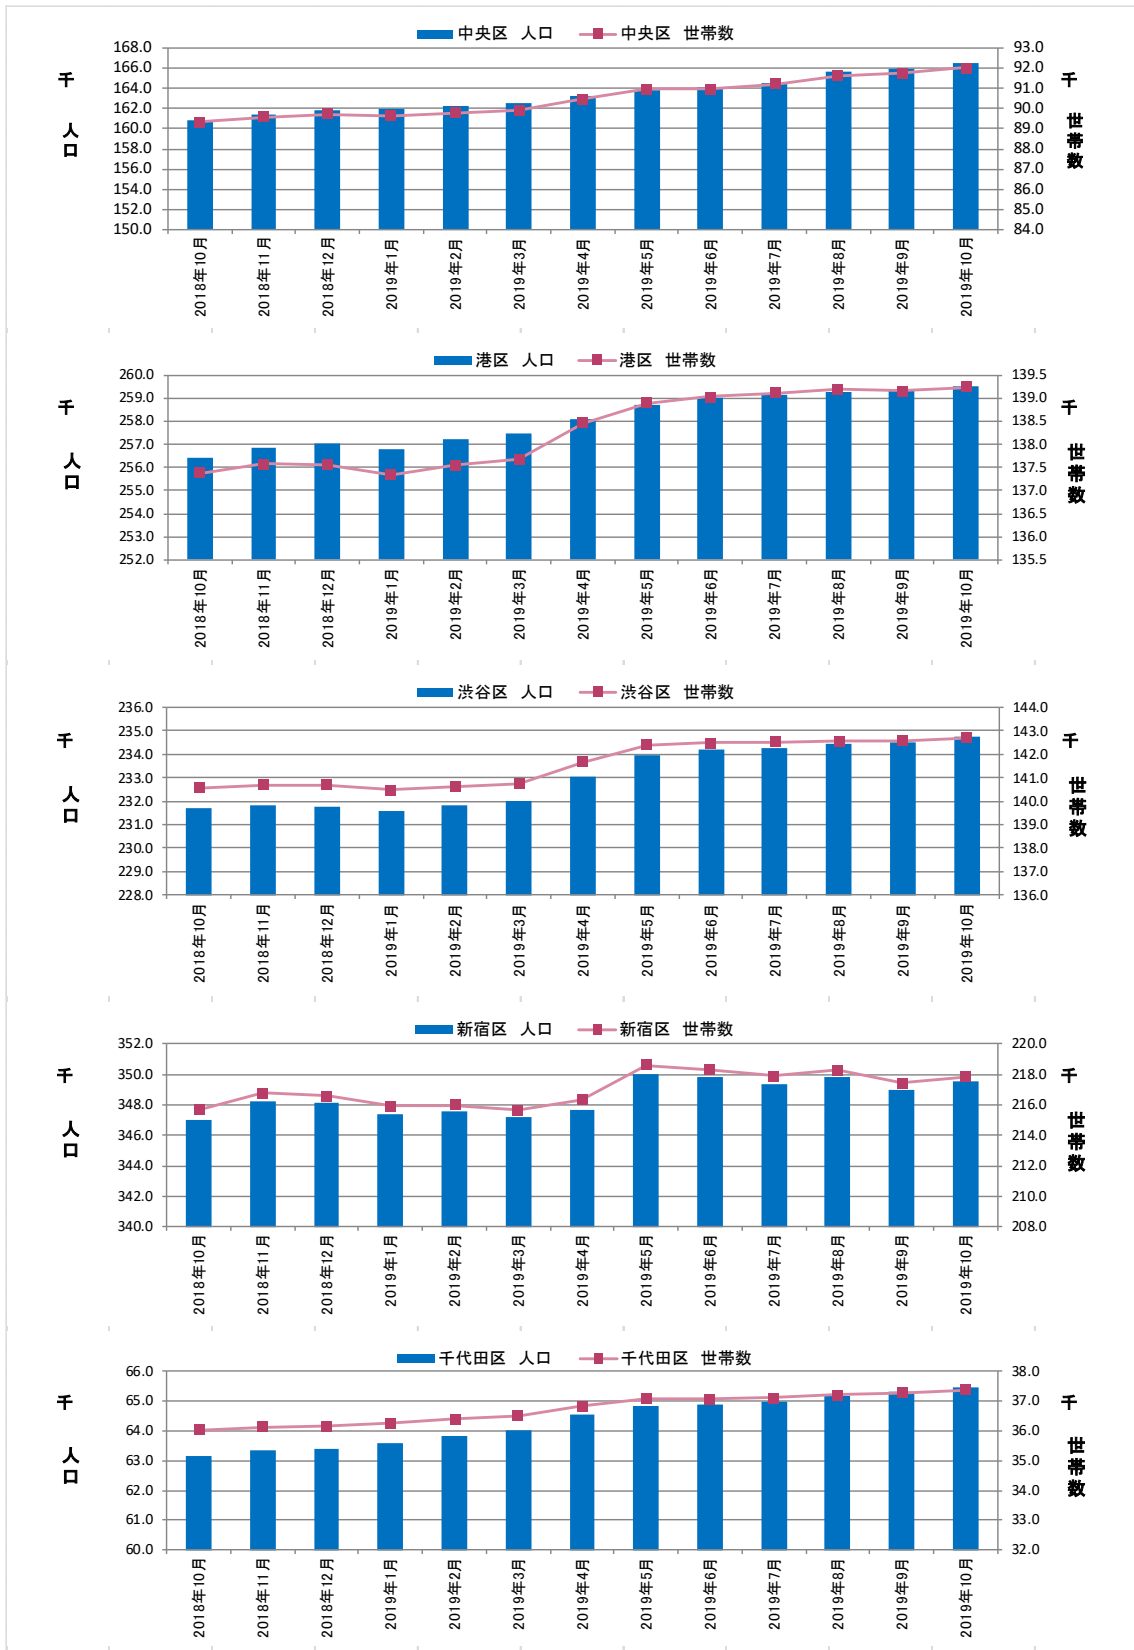 中央区　人口　中央区　世帯数
千
人口
168.0
166.0
164.0
162.0
160.0
158.0
156.0
154.0
152.0
150.0
93.0
92.0
91.0
90.0
89.0
88.0
87.0
86.0
85.0
84.0
千
世帯数
2018年10月
2018年11月
2018年12月
2019年1月
2019年2月
2019年3月
2019年4月
2019年5月
2019年6月
2019年7月
2019年8月
2019年9月
2019年10月
港区　人口　港区　世帯数
千
人口
260.0
259.0
258.0
257.0
256.0
255.0
254.0
253.0
252.0
139.5
139.0
138.5
138.0
137.5
137.0
136.5
136.0
135.5
千
世帯数
2018年10月
2018年11月
2018年12月
2019年1月
2019年2月
2019年3月
2019年4月
2019年5月
2019年6月
2019年7月
2019年8月
2019年9月
2019年10月
渋谷区　人口　渋谷区　世帯数
千
人口
236.0
235.0
234.0
233.0
232.0
231.0
230.0
229.0
228.0
144.0
143.0
142.0
141.0
140.0
139.0
138.0
137.0
136.0
千
世帯数
2018年10月
2018年11月
2018年12月
2019年1月
2019年2月
2019年3月
2019年4月
2019年5月
2019年6月
2019年7月
2019年8月
2019年9月
2019年10月
新宿区　人口　新宿区　世帯数
千
人口
352.0
350.0
348.0
346.0
344.0
342.0
340.0
220.0
218.0
216.0
214.0
212.0
210.0
208.0
千
世帯数
2018年10月
2018年11月
2018年12月
2019年1月
2019年2月
2019年3月
2019年4月
2019年5月
2019年6月
2019年7月
2019年8月
2019年9月
2019年10月
千代田区　人口　千代田区　世帯数
千
人口
66.0
65.0
64.0
63.0
62.0
61.0
60.0
38.0
37.0
36.0
35.0
34.0
33.0
32.0
千
世帯数
2018年10月
2018年11月
2018年12月
2019年1月
2019年2月
2019年3月
2019年4月
2019年5月
2019年6月
2019年7月
2019年8月
2019年9月
2019年10月